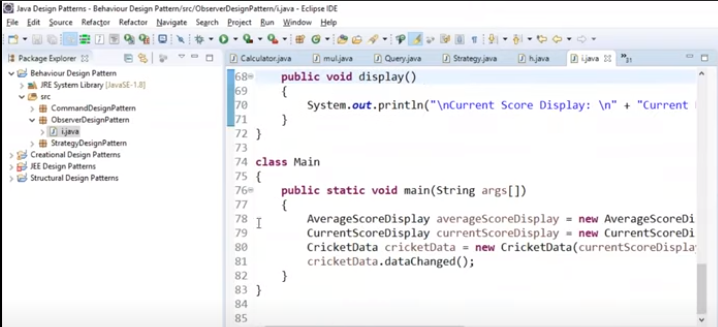 Java Design Patterns - Behaviour Design Pattern/src/ObserverDesignPattern/i.java - Eclipse IDE
File Edit Source Refactor Refactor Navigate Search Project Run Window Help
Package Explorer
Behaviour Design Pattern
JRE System Library [JavaSE-1.8]
src
CommandDesignPattern
ObserverDesignPattern
i.java
StrategyDesignPattern
Creational Design Patterns
JEE Design Patterns
Structural Design Patterns
Calculator.java mul.java Query.java Strategy.java h.java i.java 31
68 public void display()
69 {
70 System.out.println("\nCurrent Score Display: \n" + "Current
71 }
72 }
73
74 class Main
75 {
76 public static void main(String args[])
77 {
78 AverageScoreDisplay averageScoreDisplay = new AverageScoreDi
79 CurrentScoreDisplay currentScoreDisplay = new CurrentScoreDi
80 CricketData cricketData = new CricketData(currentScoreDispla
81 cricketData.dataChanged();
82 }
83 }
84
85